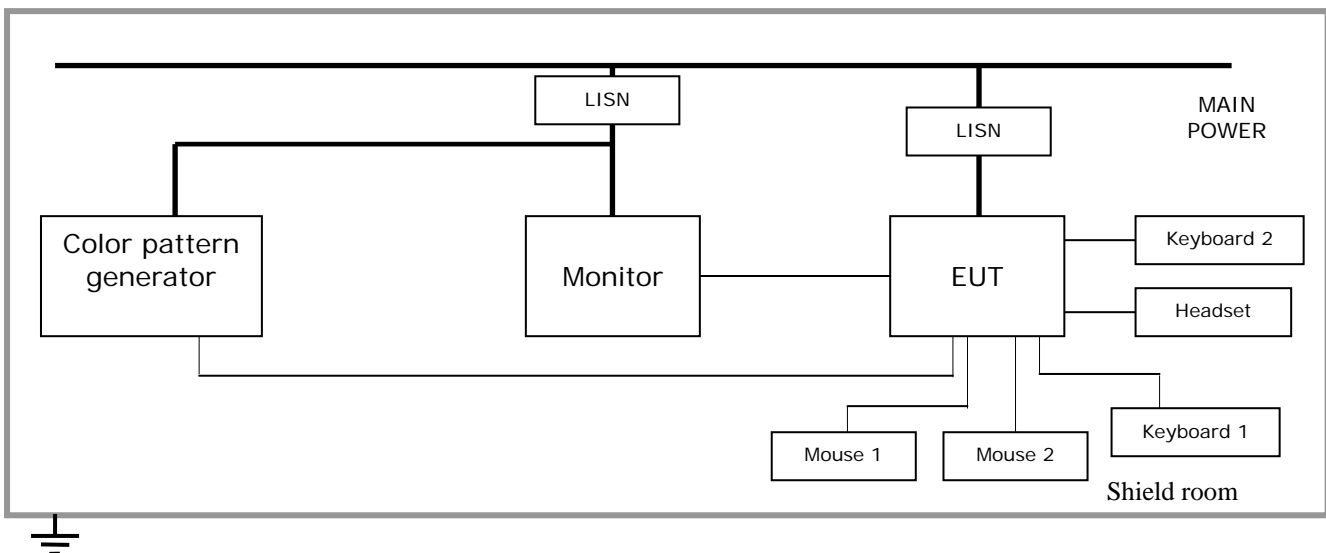 LISN
LISN
MAIN
POWER
Color pattern
generator
Monitor
EUT
Keyboard 2
Headset
Keyboard 1
Mouse 1
Mouse 2
Shield room